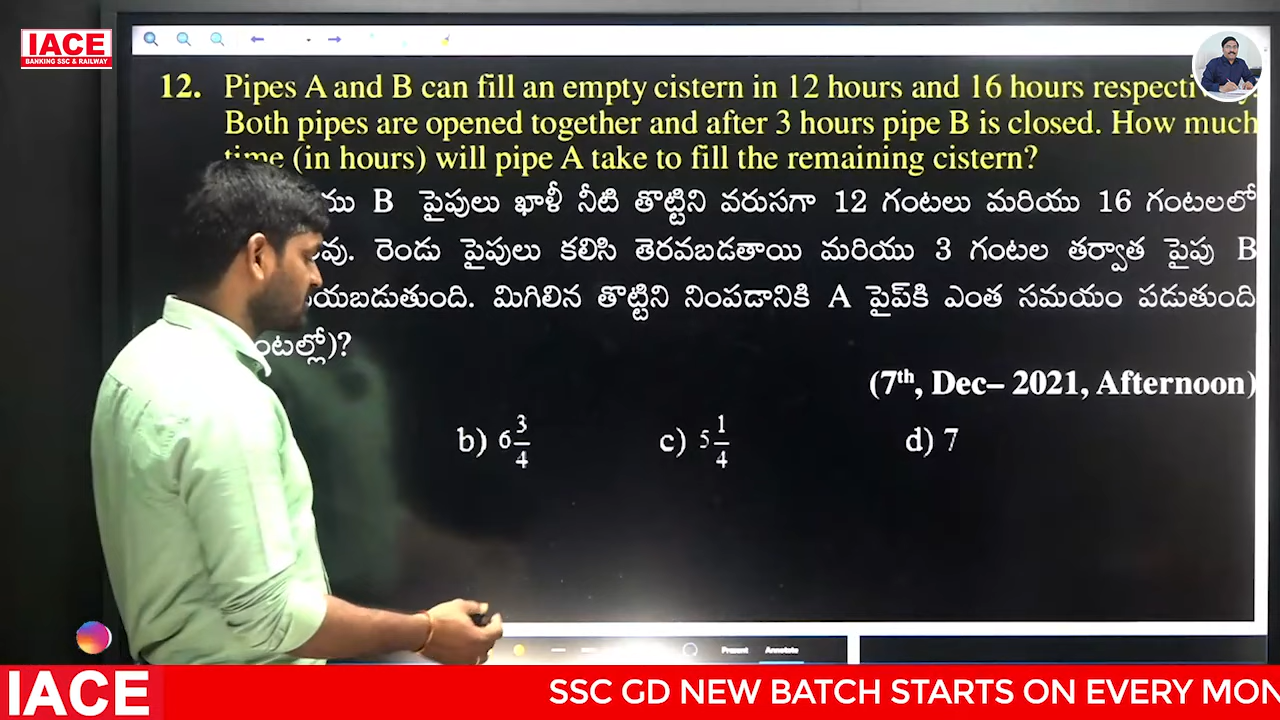 IACE
BANKING SSC & RAILWAY
12. Pipes A and B can fill an empty cistern in 12 hours and 16 hours
Both pipes are opened together and after 3 hours pipe B is closed. How much
time (in hours) will pipe A take to fill the remaining cistern?
B పైపులు ఖాళీ నీటి తొట్టిని వరుసగా 12 గంటలు మరియు 16 గంటలలో
రెండు పైపులు కలిసి తెరవబడతాయి మరియు 3 గంటల తర్వాత పైపు B
మిగిలిన తొట్టిని నింపడానికి A పైప్‌కి ఎంత సమయం పడుతుంది
(7th, Dec– 2021, Afternoon)
b) 6 3/4 c) 5 1/4 d) 7
Present Annotate
IACE SSC GD NEW BATCH STARTS ON EVERY